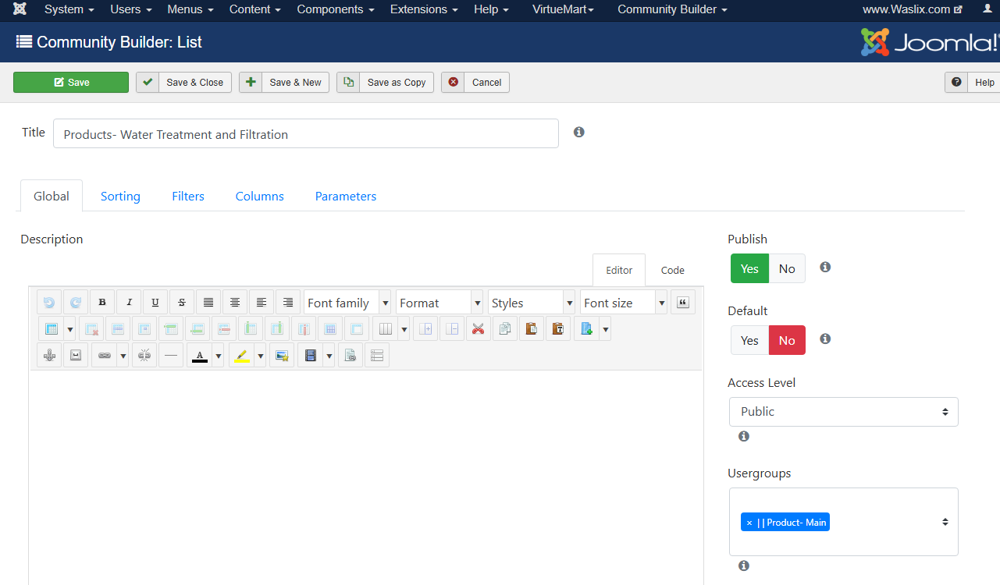 System Users Menus Content Components Extensions Help VirtueMart Community Builder www.Waslix.com
Community Builder: List Joomla!
Save Save & Close Save & New Save as Copy Cancel Help
Title Products- Water Treatment and Filtration
Global Sorting Filters Columns Parameters
Description
Editor Code
B I U S Font family Format Styles Font size
T
A
Publish
Yes No
Default
Yes No
Access Level
Public
Usergroups
× | | Product- Main